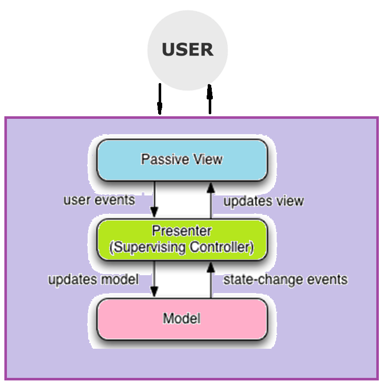 USER
Passive View
user events
updates view
Presenter
(Supervising Controller)
updates model
state-change events
Model